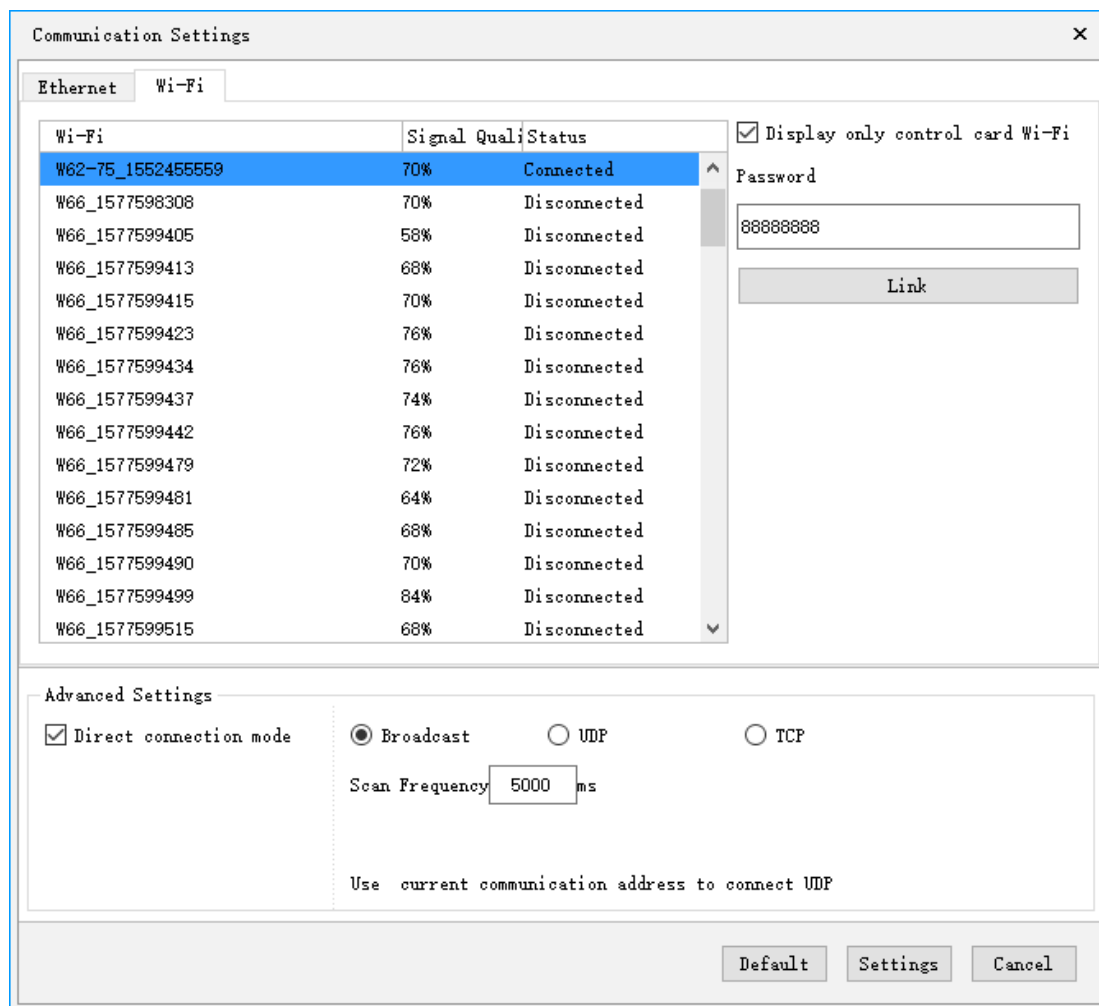 Communication Settings
Ethernet Wi-Fi
Wi-Fi Signal Quali Status
W62-75_1552455559 70% Connected
W66_1577598308 70% Disconnected
W66_1577599405 58% Disconnected
W66_1577599413 68% Disconnected
W66_1577599415 70% Disconnected
W66_1577599423 76% Disconnected
W66_1577599434 76% Disconnected
W66_1577599437 74% Disconnected
W66_1577599442 76% Disconnected
W66_1577599479 72% Disconnected
W66_1577599481 64% Disconnected
W66_1577599485 68% Disconnected
W66_1577599490 70% Disconnected
W66_1577599499 84% Disconnected
W66_1577599515 68% Disconnected
Display only control card Wi-Fi
Password
88888888
Link
Advanced Settings
Direct connection mode
Broadcast UDP TCP
Scan Frequency 5000 ms
Use current communication address to connect UDP
Default Settings Cancel